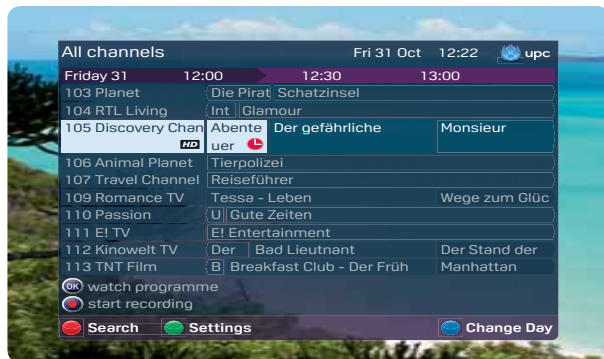 All channels Fri 31 Oct 12:22 upc
Friday 31 12:00 12:30 13:00
103 Planet Die Pirat Schatzinsel
104 RTL Living Int Glamour
105 Discovery Chan Abente Der gefährliche Monsieur
HD uer
106 Animal Planet Tierpolizei
107 Travel Channel Reiseführer
109 Romance TV Tessa - Leben Wege zum Glüc
110 Passion U Gute Zeiten
111 E! TV E! Entertainment
112 Kinowelt TV Der Bad Lieutnant Der Stand der
113 TNT Film B Breakfast Club - Der Früh Manhattan
OK watch programme
start recording
Search Settings Change Day